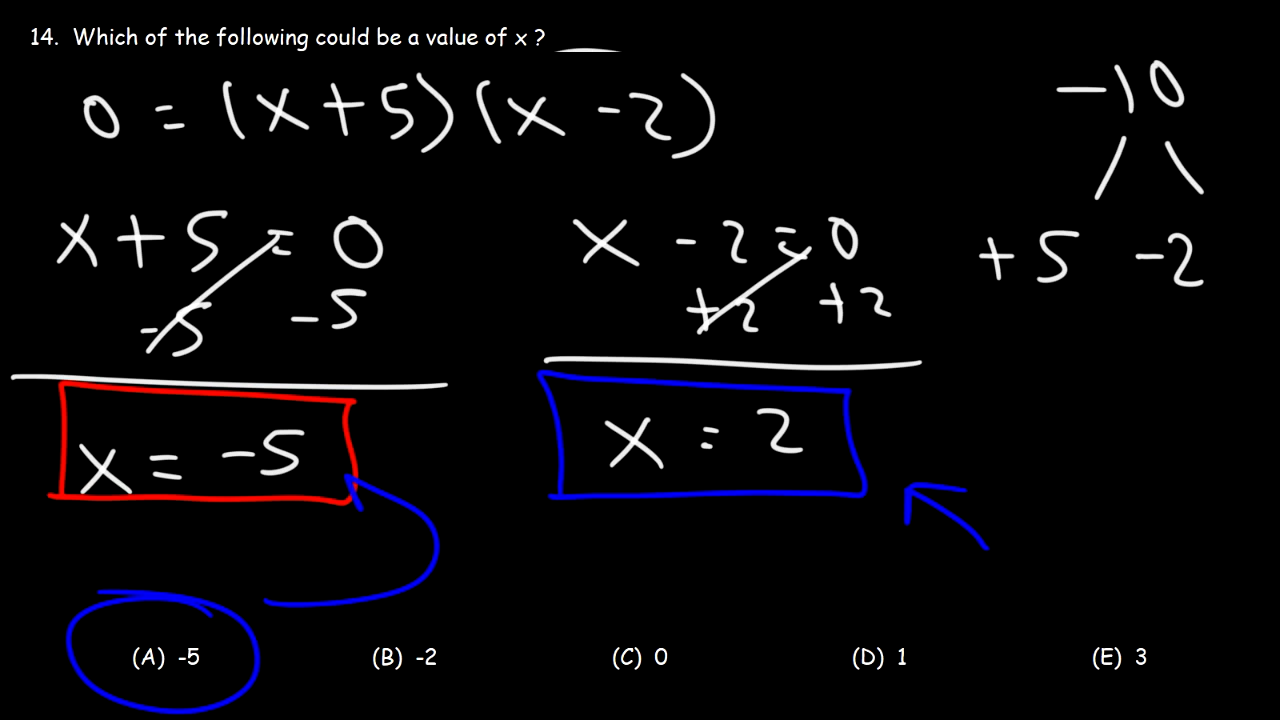 14. Which of the following could be a value of x ? ____
0 = (x + 5) (x - 2)
-10
+5 -2
x + 5 = 0
-5 -5
x = -5
x - 2 = 0
+2 +2
x = 2
(A) -5 (B) -2 (C) 0 (D) 1 (E) 3